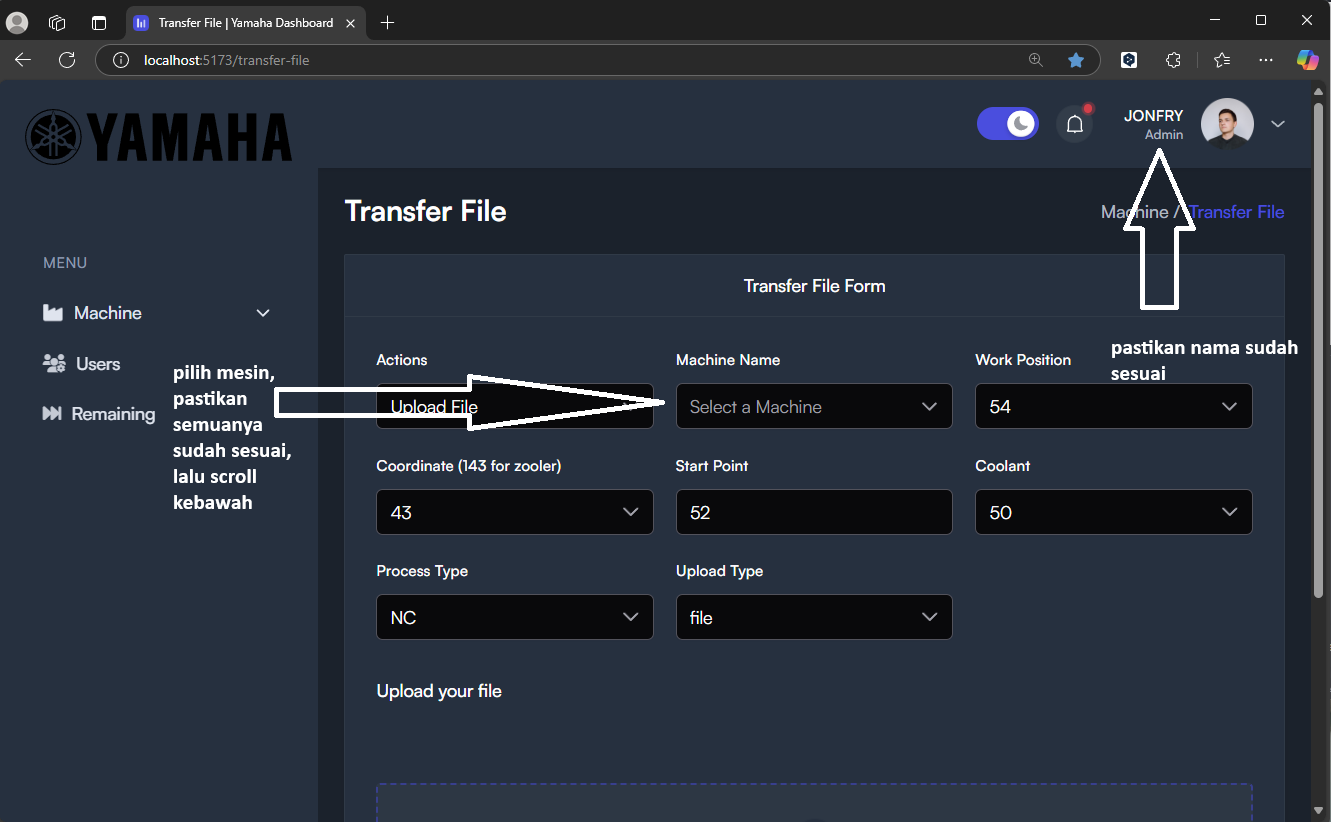 Transfer File | Yamaha Dashboard
localhost:5173/transfer-file
YAMAHA
JONFRY
Admin
Transfer File
Machine / Transfer File
MENU
Machine
Users
Remaining
pilih mesin,
pastikan
semuanya
sudah sesuai,
lalu scroll
kebawah
pastikan nama sudah
sesuai
Transfer File Form
Actions
Upload File
Machine Name
Select a Machine
Work Position
54
Coordinate (143 for zooler)
43
Start Point
52
Coolant
50
Process Type
NC
Upload Type
file
Upload your file